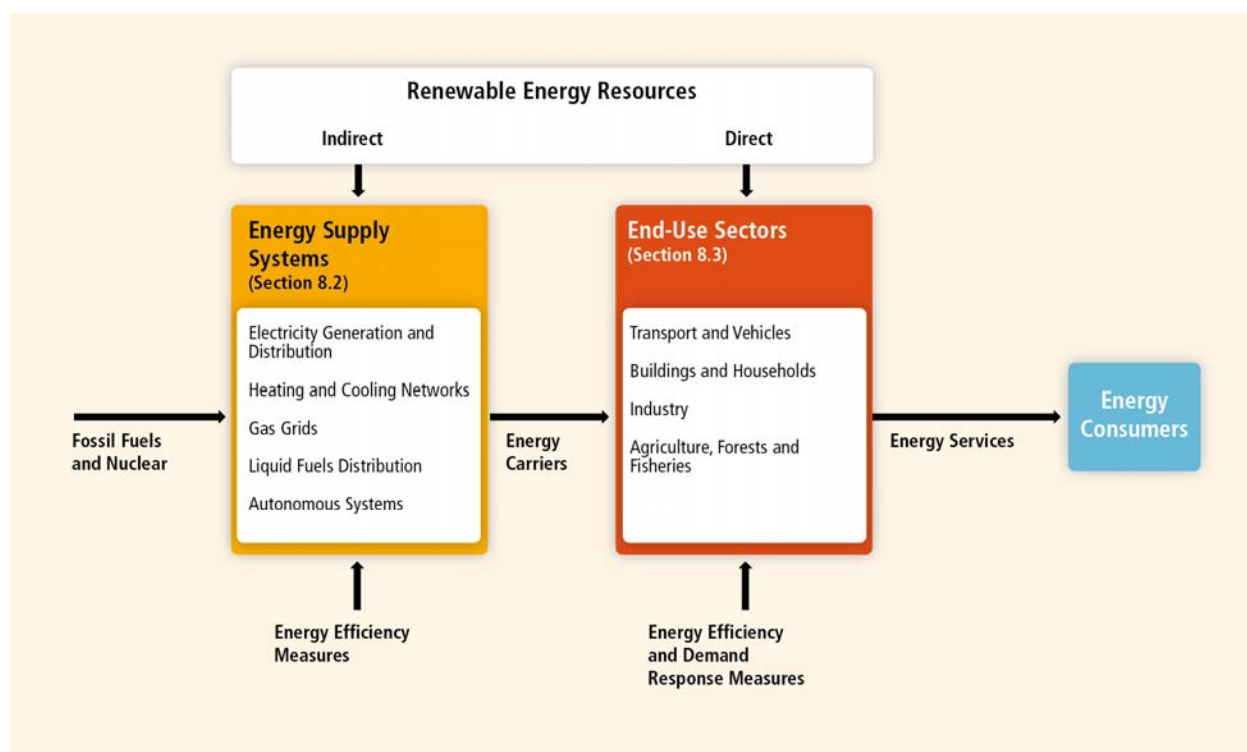 Renewable Energy Resources
Indirect
Direct
Energy Supply
Systems
(Section 8.2)
Electricity Generation and
Distribution
Heating and Cooling Networks
Gas Grids
Liquid Fuels Distribution
Autonomous Systems
End-Use Sectors
(Section 8.3)
Transport and Vehicles
Buildings and Households
Industry
Agriculture, Forests and
Fisheries
Fossil Fuels
and Nuclear
Energy
Carriers
Energy Services
Energy
Consumers
Energy Efficiency
Measures
Energy Efficiency
and Demand
Response Measures